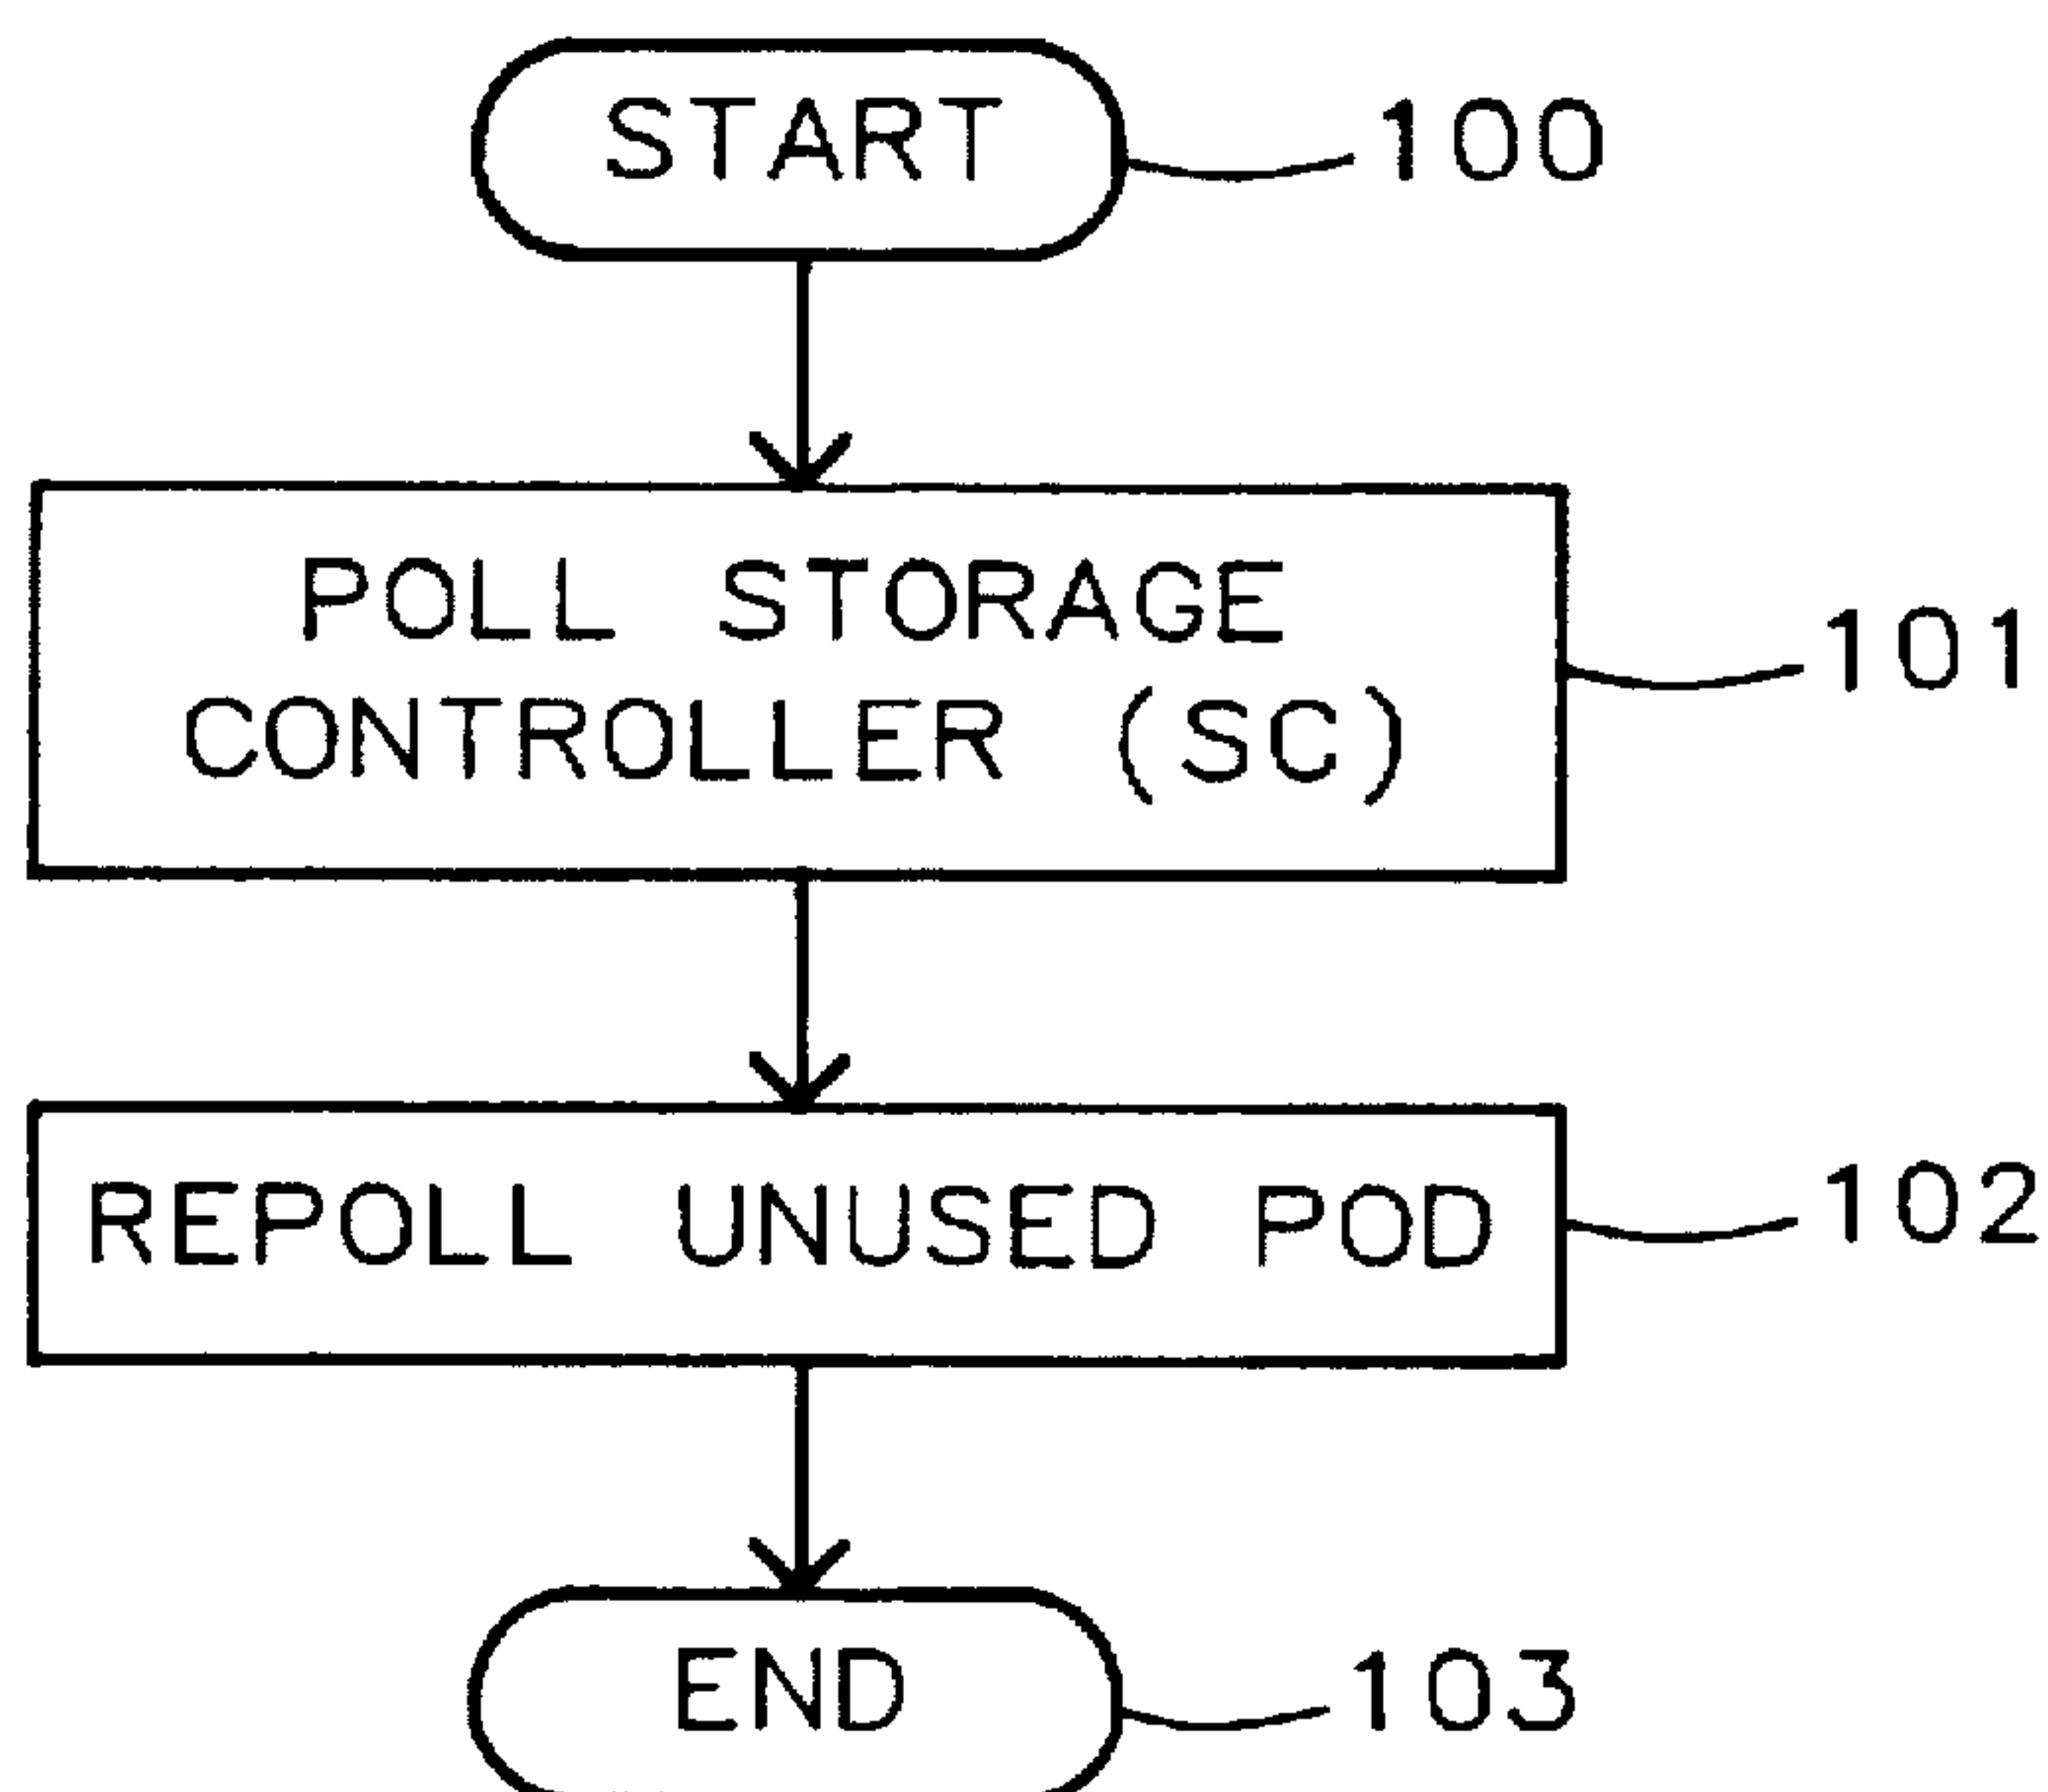 START 100
POLL STORAGE
CONTROLLER (SC) 101
REPOLL UNUSED POD 102
END 103